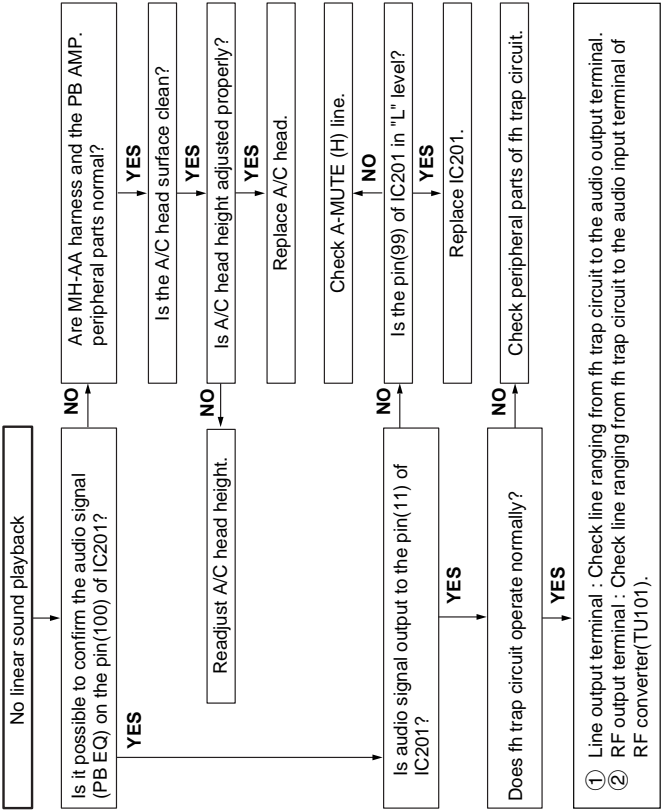 No linear sound playback
Is it possible to confirm the audio signal
(PB EQ) on the pin(100) of IC201?
NO
Are MH-AA harness and the PB AMP.
peripheral parts normal?
YES
Is the A/C head surface clean?
YES
Is A/C head height adjusted properly?
NO
Readjust A/C head height.
YES
Replace A/C head.
YES
Is audio signal output to the pin(11) of
IC201?
NO
Is the pin(99) of IC201 in "L" level?
NO
Check A-MUTE (H) line.
YES
Replace IC201.
YES
Does fh trap circuit operate normally?
NO
Check peripheral parts of fh trap circuit.
YES
① Line output terminal : Check line ranging from fh trap circuit to the audio output terminal.
② RF output terminal : Check line ranging from fh trap circuit to the audio input terminal of
RF converter(TU101).